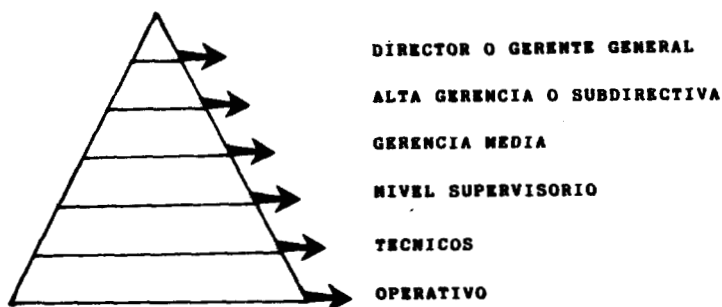 DIRECTOR O GERENTE GENERAL
ALTA GERENCIA O SUBDIRECTIVA
GERENCIA MEDIA
NIVEL SUPERVISORIO
TECNICOS
OPERATIVO